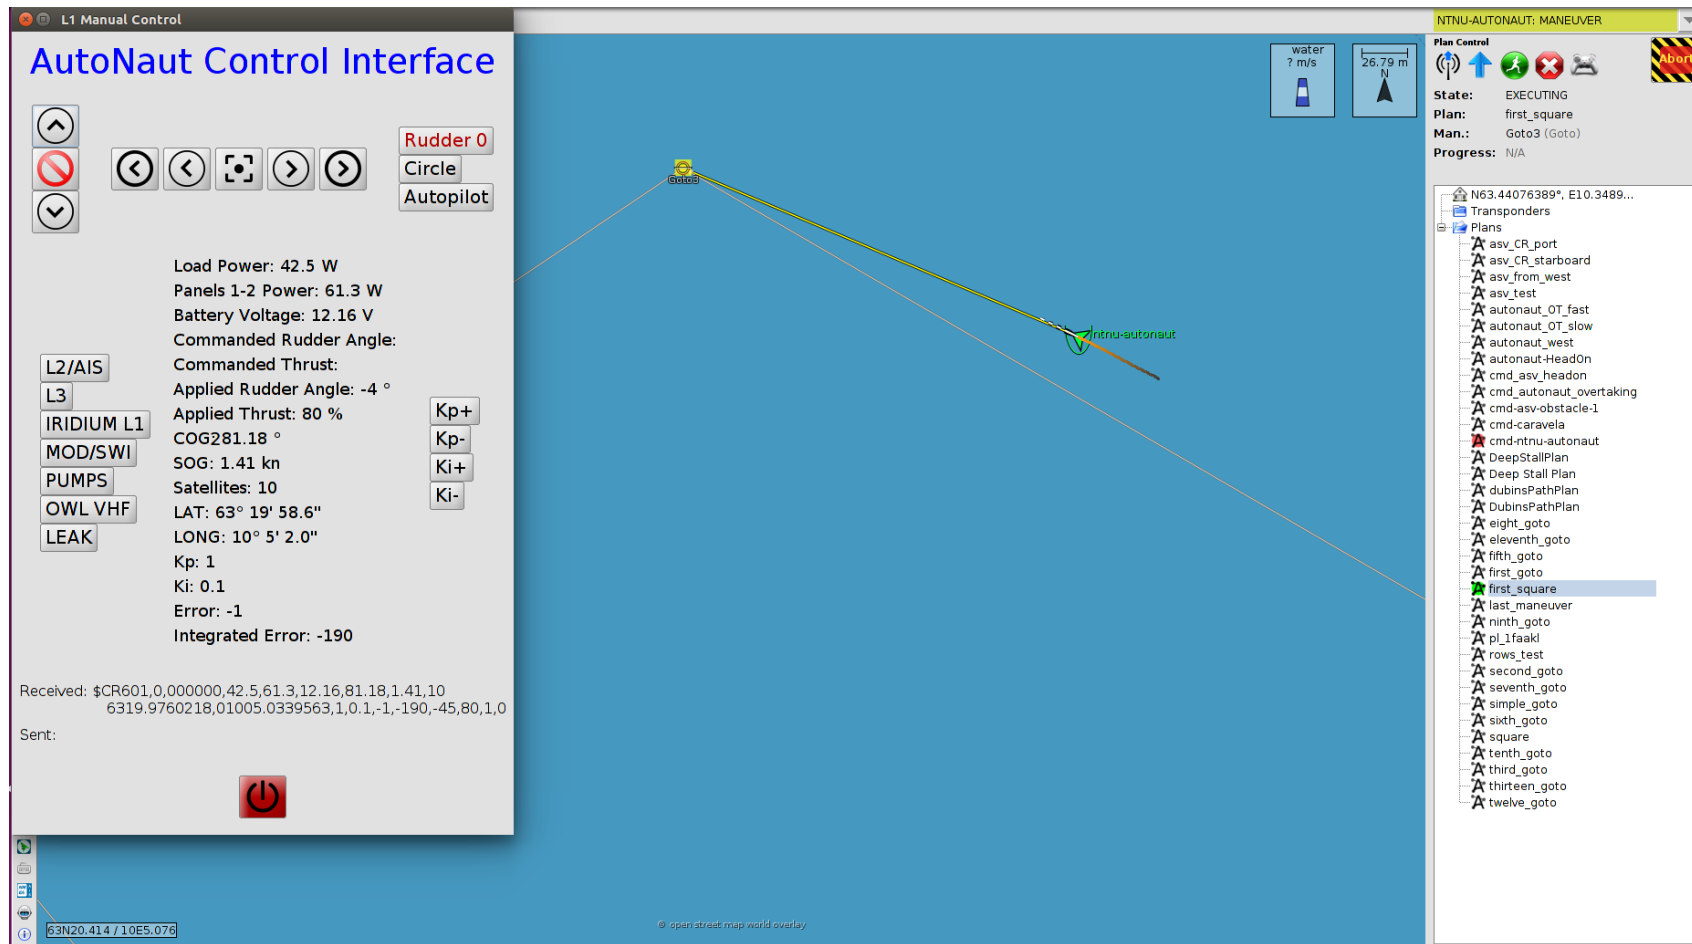 L1 Manual Control
AutoNaut Control Interface
Rudder 0
Circle
Autopilot
Load Power: 42.5 W
Panels 1-2 Power: 61.3 W
Battery Voltage: 12.16 V
Commanded Rudder Angle:
Commanded Thrust:
Applied Rudder Angle: -4 °
Applied Thrust: 80 %
COG281.18 °
SOG: 1.41 kn
Satellites: 10
LAT: 63° 19' 58.6"
LONG: 10° 5' 2.0"
Kp: 1
Ki: 0.1
Error: -1
Integrated Error: -190
L2/AIS
L3
IRIDIUM L1
MOD/SWI
PUMPS
OWL VHF
LEAK
Kp+
Kp-
Ki+
Ki-
Received: $CR601,0,000000,42.5,61.3,12.16,81.18,1.41,10
6319.9760218,01005.0339563,1,0.1,-1,-190,-45,80,1,0
Sent:
63N20.414 / 10E5.076
Goto3
ntnu-autonaut
water
? m/s
26.79 m
N
© open street map world overlay
NTNU-AUTONAUT: MANEUVER
Plan Control
Abort
State: EXECUTING
Plan: first_square
Man.: Goto3 (Goto)
Progress: N/A
N63.44076389°, E10.3489...
Transponders
Plans
asv_CR_port
asv_CR_starboard
asv_from_west
asv_test
autonaut_OT_fast
autonaut_OT_slow
autonaut_west
autonaut-HeadOn
cmd_asv_headon
cmd_autonaut_overtaking
cmd-asv-obstacle-1
cmd-caravela
cmd-ntnu-autonaut
DeepStallPlan
Deep Stall Plan
dubinsPathPlan
DubinsPathPlan
eight_goto
eleventh_goto
fifth_goto
first_goto
first_square
last_maneuver
ninth_goto
pl_1faakl
rows_test
second_goto
seventh_goto
simple_goto
sixth_goto
square
tenth_goto
third_goto
thirteen_goto
twelve_goto